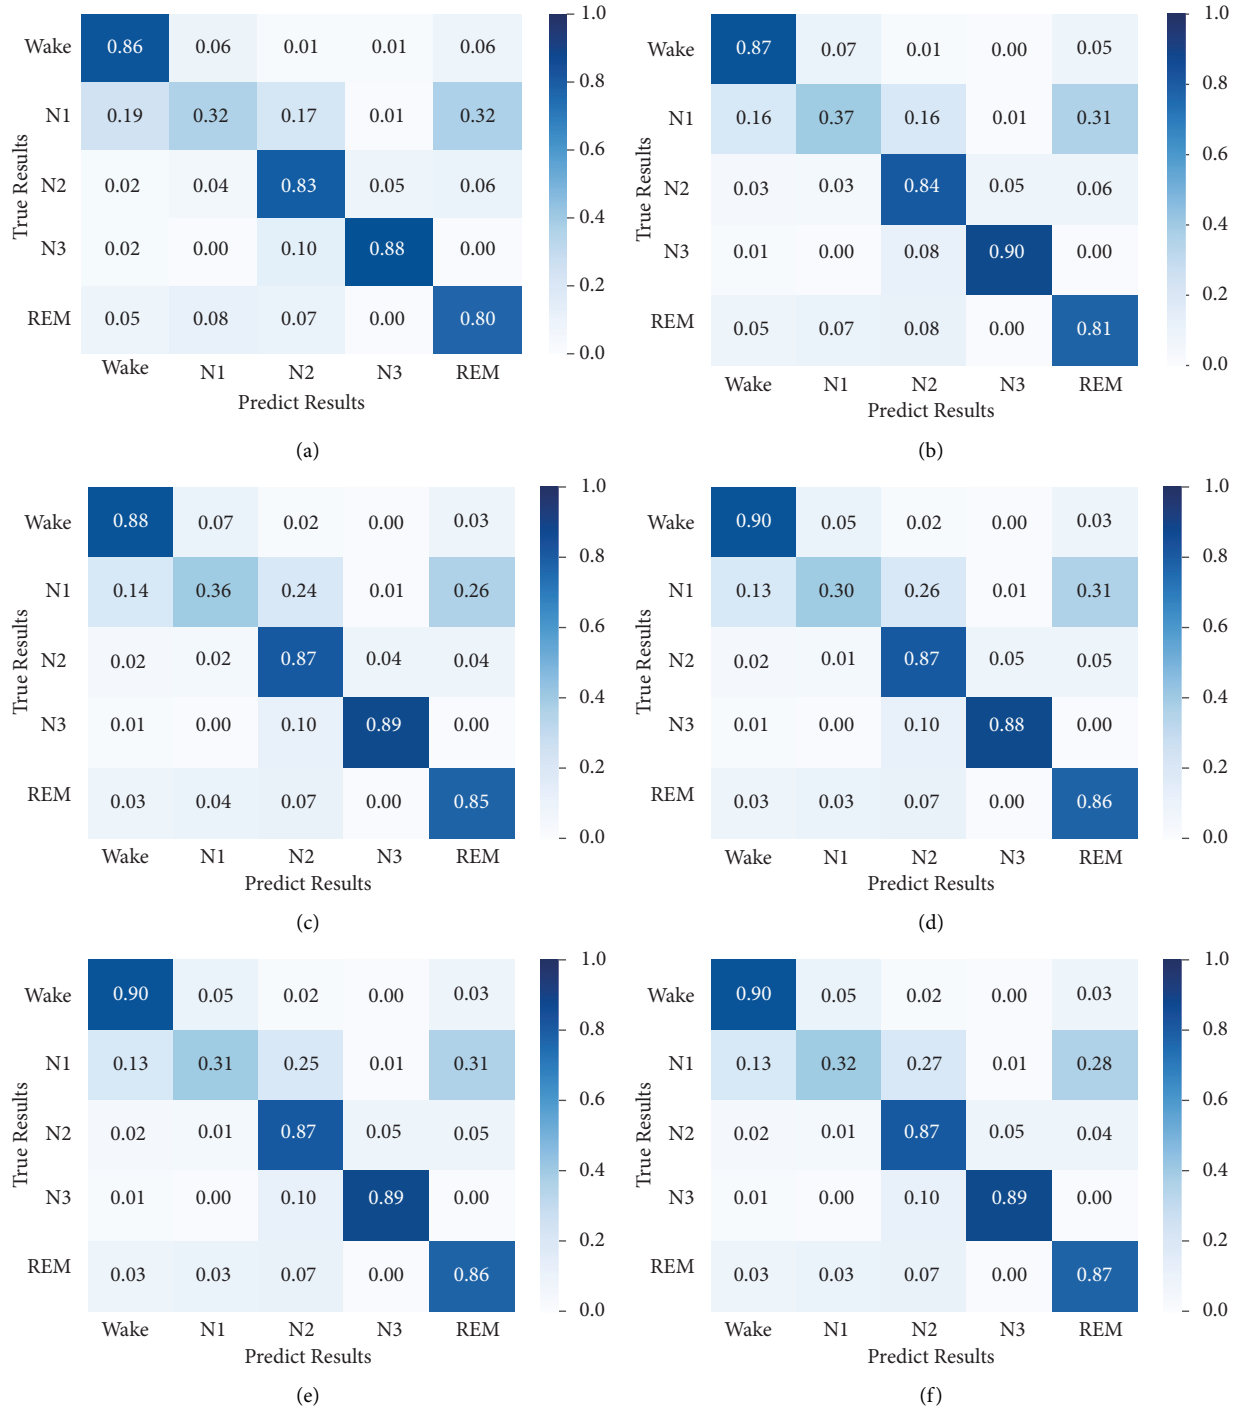 1.0
Wake 0.86 0.06 0.01 0.01 0.06
0.8
N1 0.19 0.32 0.17 0.01 0.32
0.6
True Results
N2 0.02 0.04 0.83 0.05 0.06
0.4
N3 0.02 0.00 0.10 0.88 0.00
0.2
REM 0.05 0.08 0.07 0.00 0.80
0.0
Wake N1 N2 N3 REM
Predict Results
(a)
1.0
Wake 0.87 0.07 0.01 0.00 0.05
0.8
N1 0.16 0.37 0.16 0.01 0.31
0.6
True Results
N2 0.03 0.03 0.84 0.05 0.06
0.4
N3 0.01 0.00 0.08 0.90 0.00
0.2
REM 0.05 0.07 0.08 0.00 0.81
0.0
Wake N1 N2 N3 REM
Predict Results
(b)
1.0
Wake 0.88 0.07 0.02 0.00 0.03
0.8
N1 0.14 0.36 0.24 0.01 0.26
0.6
True Results
N2 0.02 0.02 0.87 0.04 0.04
0.4
N3 0.01 0.00 0.10 0.89 0.00
0.2
REM 0.03 0.04 0.07 0.00 0.85
0.0
Wake N1 N2 N3 REM
Predict Results
(c)
1.0
Wake 0.90 0.05 0.02 0.00 0.03
0.8
N1 0.13 0.30 0.26 0.01 0.31
0.6
True Results
N2 0.02 0.01 0.87 0.05 0.05
0.4
N3 0.01 0.00 0.10 0.88 0.00
0.2
REM 0.03 0.03 0.07 0.00 0.86
0.0
Wake N1 N2 N3 REM
Predict Results
(d)
1.0
Wake 0.90 0.05 0.02 0.00 0.03
0.8
N1 0.13 0.31 0.25 0.01 0.31
0.6
True Results
N2 0.02 0.01 0.87 0.05 0.05
0.4
N3 0.01 0.00 0.10 0.89 0.00
0.2
REM 0.03 0.03 0.07 0.00 0.86
0.0
Wake N1 N2 N3 REM
Predict Results
(e)
1.0
Wake 0.90 0.05 0.02 0.00 0.03
0.8
N1 0.13 0.32 0.27 0.01 0.28
0.6
True Results
N2 0.02 0.01 0.87 0.05 0.04
0.4
N3 0.01 0.00 0.10 0.89 0.00
0.2
REM 0.03 0.03 0.07 0.00 0.87
0.0
Wake N1 N2 N3 REM
Predict Results
(f)